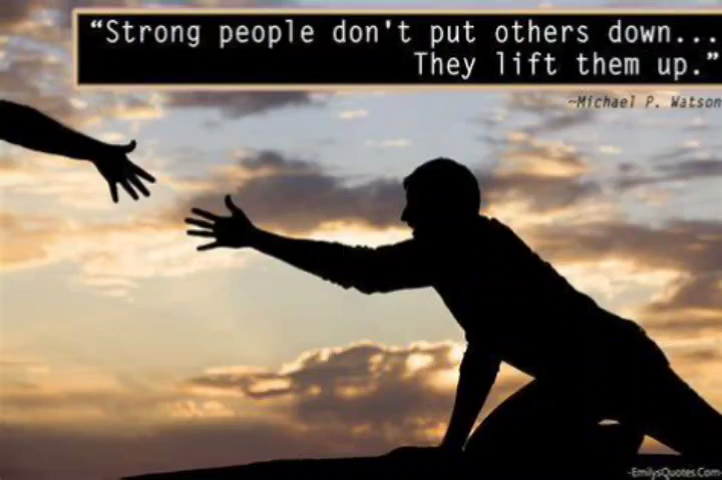 “Strong people don't put others down...
They lift them up.”
~Michael P. Watson
-EmilysQuotes.Com